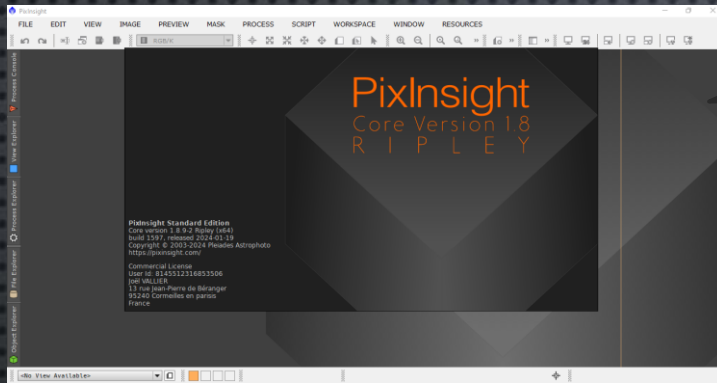 PixInsight
FILE EDIT VIEW IMAGE PREVIEW MASK PROCESS SCRIPT WORKSPACE WINDOW RESOURCES
RGB/K
Process Console
View Explorer
Process Explorer
File Explorer
Object Explorer
PixInsight
Core Version 1.8
RIPLEY
PixInsight Standard Edition
Core version 1.8.9-2 Ripley (x64)
build 1597, released 2024-01-19
Copyright © 2003-2024 Pleiades Astrophoto
https://pixinsight.com/
Commercial License
User Id: 8145512316853506
Joël VALLIER
13 rue Jean-Pierre de Béranger
95240 Cormeilles en parisis
France
<No View Available>